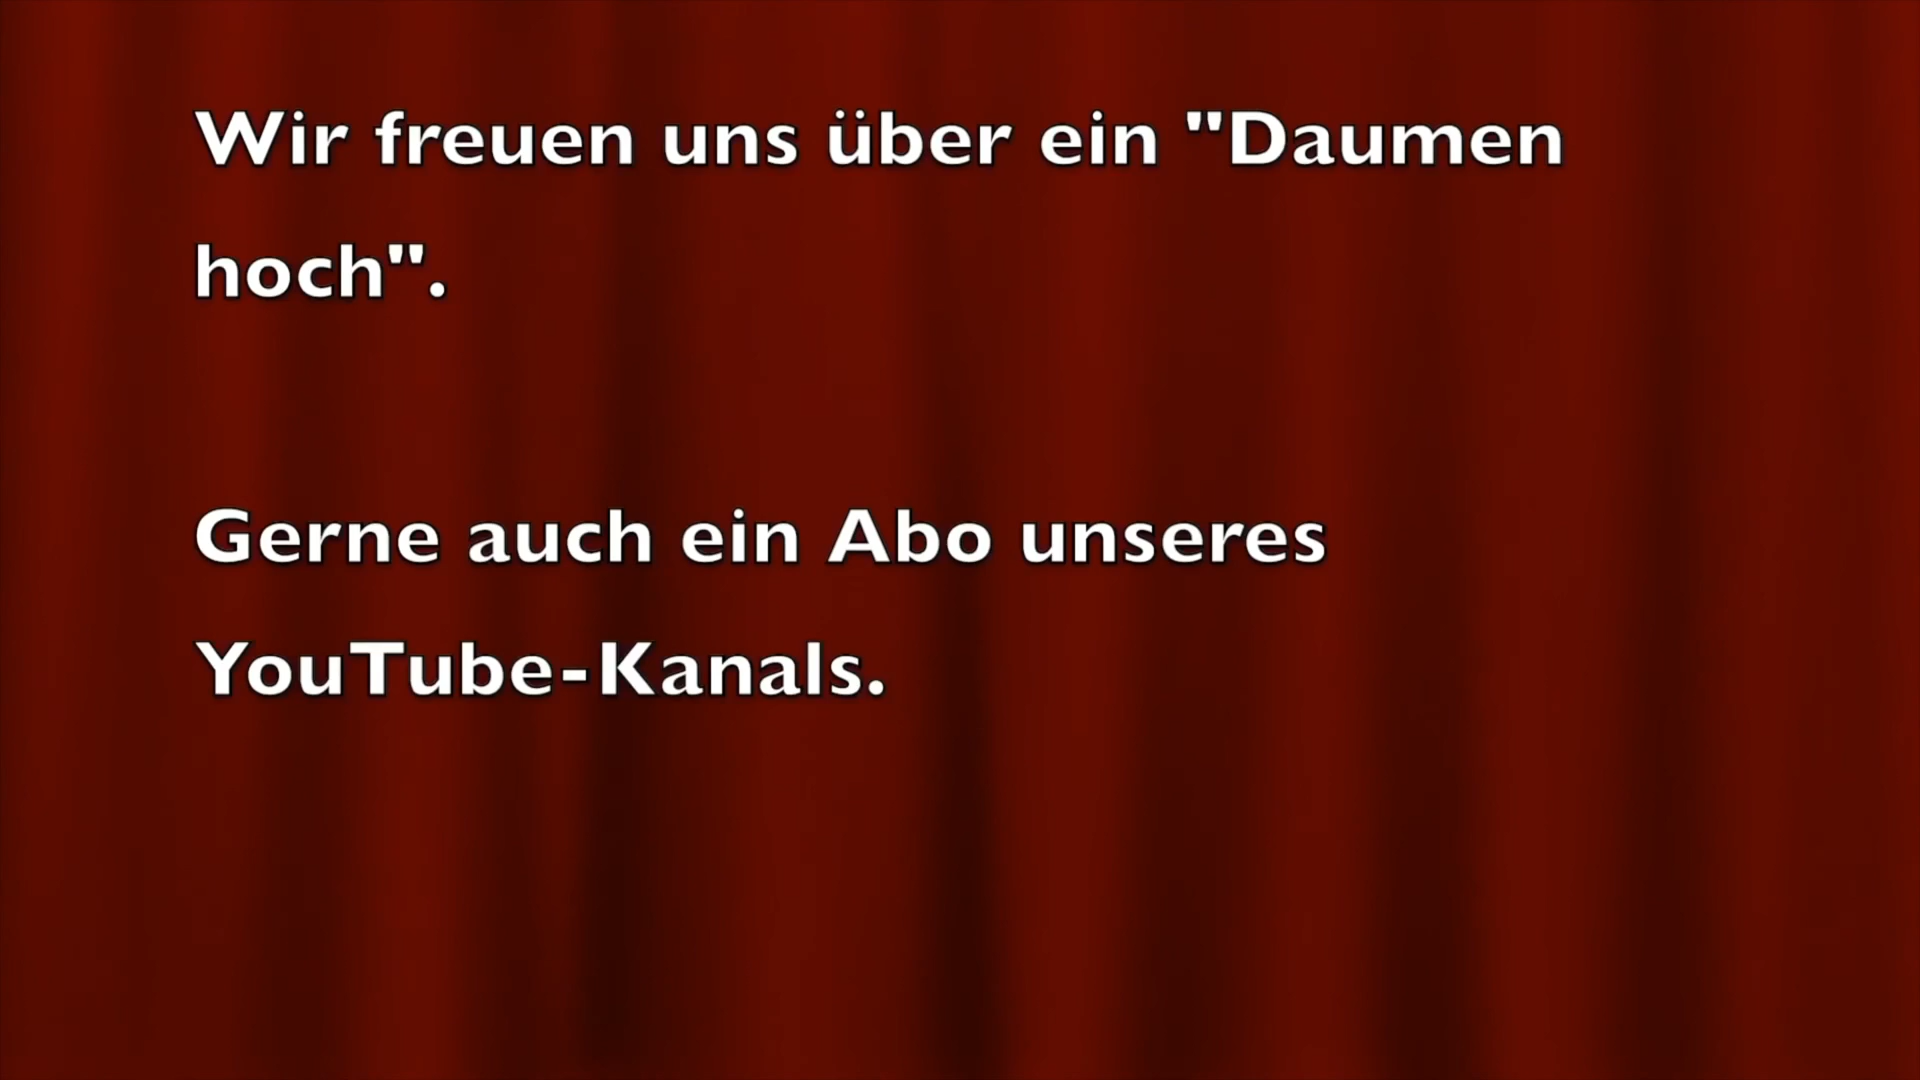 Wir freuen uns über ein "Daumen
hoch".
Gerne auch ein Abo unseres
YouTube-Kanals.